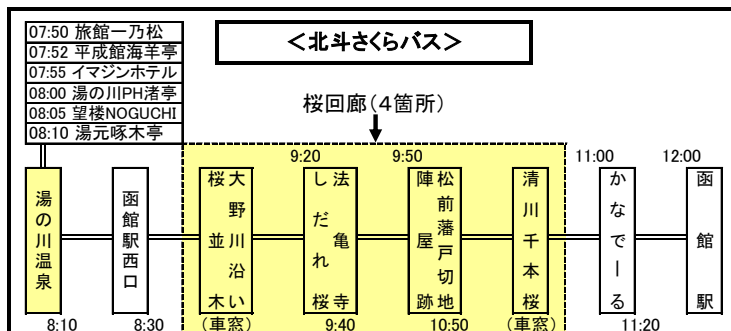 07:50 旅館一乃松
07:52 平成館海羊亭
07:55 イマジンホテル
08:00 湯の川PH渚亭
08:05 望楼NOGUCHI
08:10 湯元啄木亭
＜北斗さくらバス＞
桜回廊(4箇所)
9:20
9:50
11:00
12:00
湯の川温泉
函館駅西口
大野川沿い
桜並木
法亀寺
しだれ桜
松前藩戸切地
陣屋跡
清川千本桜
かなでーる
函館駅
8:10
8:30
(車窓)
9:40
10:50
(車窓)
11:20